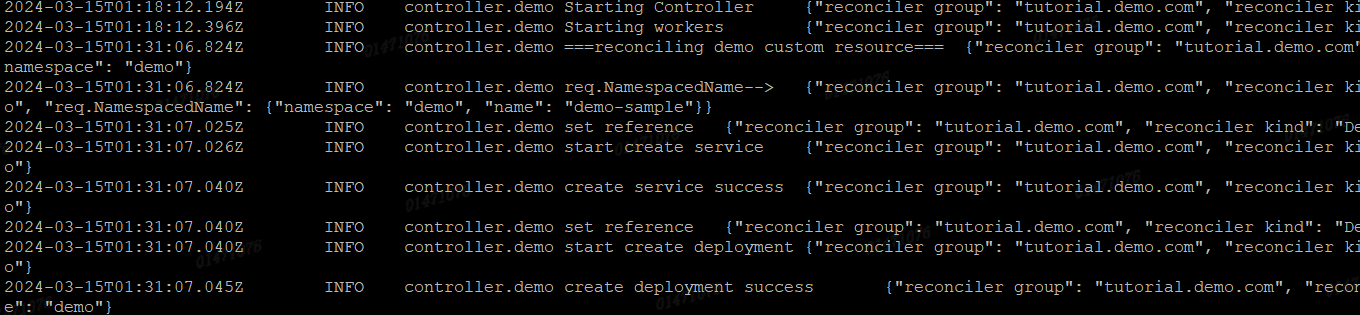 2024-03-15T01:18:12.194Z        INFO    controller.demo Starting Controller     {"reconciler group": "tutorial.demo.com", "reconciler ki
2024-03-15T01:18:12.396Z        INFO    controller.demo Starting workers        {"reconciler group": "tutorial.demo.com", "reconciler ki
2024-03-15T01:31:06.824Z        INFO    controller.demo ===reconciling demo custom resource===  {"reconciler group": "tutorial.demo.com"
namespace": "demo"}
2024-03-15T01:31:06.824Z        INFO    controller.demo req.NamespacedName-->   {"reconciler group": "tutorial.demo.com", "reconciler ki
o", "req.NamespacedName": {"namespace": "demo", "name": "demo-sample"}}
2024-03-15T01:31:07.025Z        INFO    controller.demo set reference   {"reconciler group": "tutorial.demo.com", "reconciler kind": "De
2024-03-15T01:31:07.026Z        INFO    controller.demo start create service    {"reconciler group": "tutorial.demo.com", "reconciler ki
o"}
2024-03-15T01:31:07.040Z        INFO    controller.demo create service success  {"reconciler group": "tutorial.demo.com", "reconciler ki
o"}
2024-03-15T01:31:07.040Z        INFO    controller.demo set reference   {"reconciler group": "tutorial.demo.com", "reconciler kind": "De
2024-03-15T01:31:07.040Z        INFO    controller.demo start create deployment {"reconciler group": "tutorial.demo.com", "reconciler ki
o"}
2024-03-15T01:31:07.045Z        INFO    controller.demo create deployment success       {"reconciler group": "tutorial.demo.com", "recon
e": "demo"}